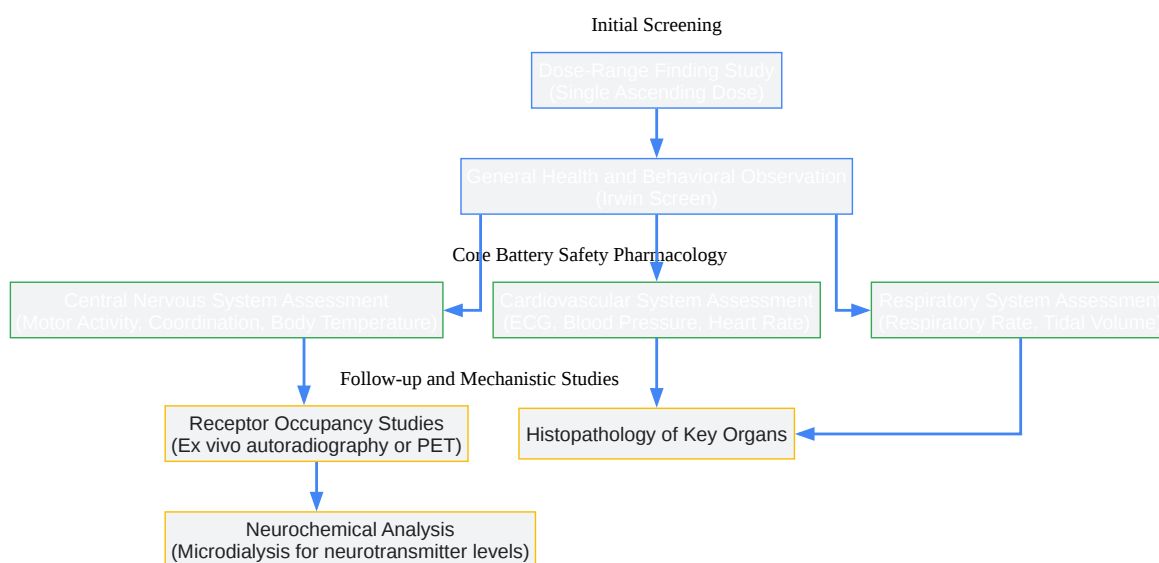 Initial Screening
Dose-Range Finding Study
(Single Ascending Dose)
General Health and Behavioral Observation
(Irwin Screen)
Core Battery Safety Pharmacology
Central Nervous System Assessment
(Motor Activity, Coordination, Body Temperature)
Cardiovascular System Assessment
(ECG, Blood Pressure, Heart Rate)
Respiratory System Assessment
(Respiratory Rate, Tidal Volume)
Follow-up and Mechanistic Studies
Receptor Occupancy Studies
(Ex vivo autoradiography or PET)
Histopathology of Key Organs
Neurochemical Analysis
(Microdialysis for neurotransmitter levels)